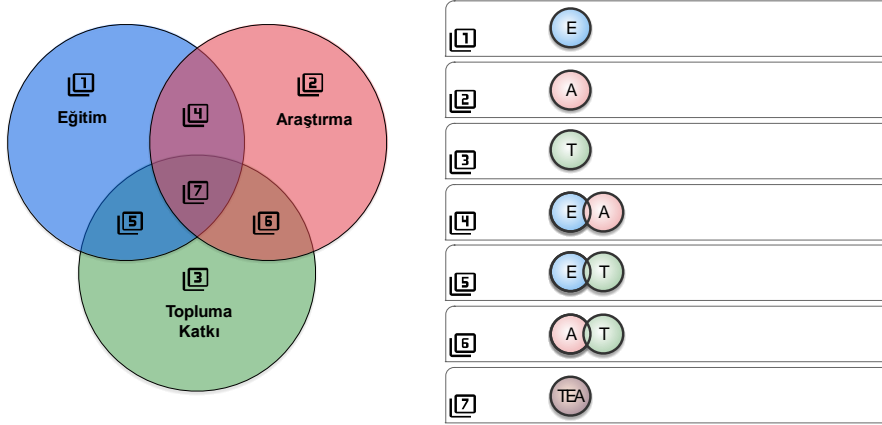 1
Eğitim
2
Araştırma
4
7
5
6
3
Topluma
Katkı
1 E
2 A
3 T
4 E A
5 E T
6 A T
7 TEA